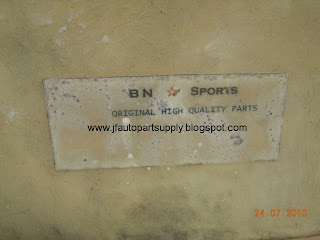 BN ☆ SPORTS
ORIGINAL HIGH QUALITY PARTS
www.jfautopartsupply.blogspot.com
24.07.2010